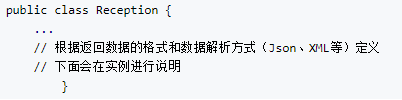 public class Reception {
...
// 根据返回数据的格式和数据解析方式（Json、XML等）定义
// 下面会在实例进行说明
}